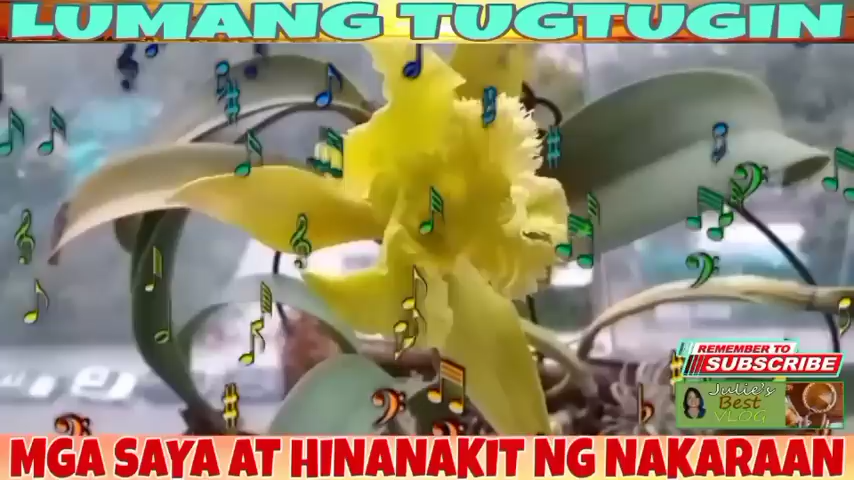 LUMANG TUGTUGIN
REMEMBER TO
SUBSCRIBE
Julie's
Best
VLOG
MGA SAYA AT HINANAKIT NG NAKARAAN